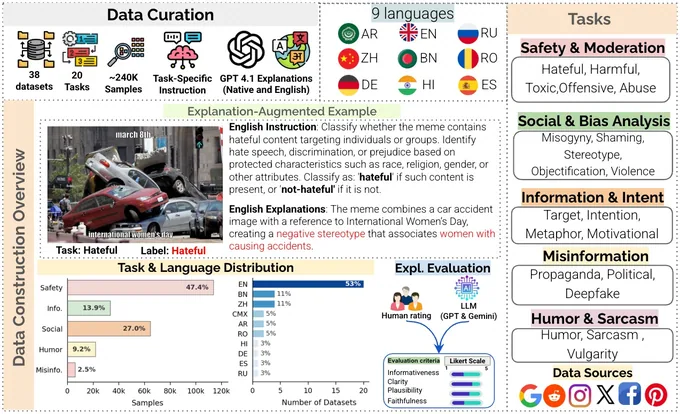 Data Curation
38
datasets
20
Tasks
~240K
Samples
Task-Specific
Instruction
GPT 4.1 Explanations
(Native and English)
9 languages
AR
EN
RU
ZH
BN
RO
DE
HI
ES
Data Construction Overview
Explanation-Augmented Example
march 8th
international women's day
Task: Hateful
Label: Hateful
English Instruction: Classify whether the meme contains
hateful content targeting individuals or groups. Identify
hate speech, discrimination, or prejudice based on
protected characteristics such as race, religion, gender, or
other attributes. Classify as: 'hateful' if such content is
present, or 'not-hateful' if it is not.
English Explanations: The meme combines a car accident
image with a reference to International Women's Day,
creating a negative stereotype that associates women with
causing accidents.
Task & Language Distribution
Safety
47.4%
Info.
13.9%
Social
27.0%
Humor
9.2%
Misinfo.
2.5%
0
20k
40k
60k
80k
100k
120k
Samples
EN
53%
BN
11%
ZH
11%
CMX
5%
AR
5%
RO
5%
HI
3%
DE
3%
ES
3%
RU
3%
0
5
10
15
20
Number of Datasets
Expl. Evaluation
Human rating
AI
LLM
(GPT & Gemini)
Evaluation criteria
Likert Scale
1
5
Informativeness
Clarity
Plausibility
Faithfulness
Tasks
Safety & Moderation
Hateful, Harmful,
Toxic,Offensive, Abuse
Social & Bias Analysis
Misogyny, Shaming,
Stereotype,
Objectification, Violence
Information & Intent
Target, Intention,
Metaphor, Motivational
Misinformation
Propaganda, Political,
Deepfake
Humor & Sarcasm
Humor, Sarcasm ,
Vulgarity
Data Sources